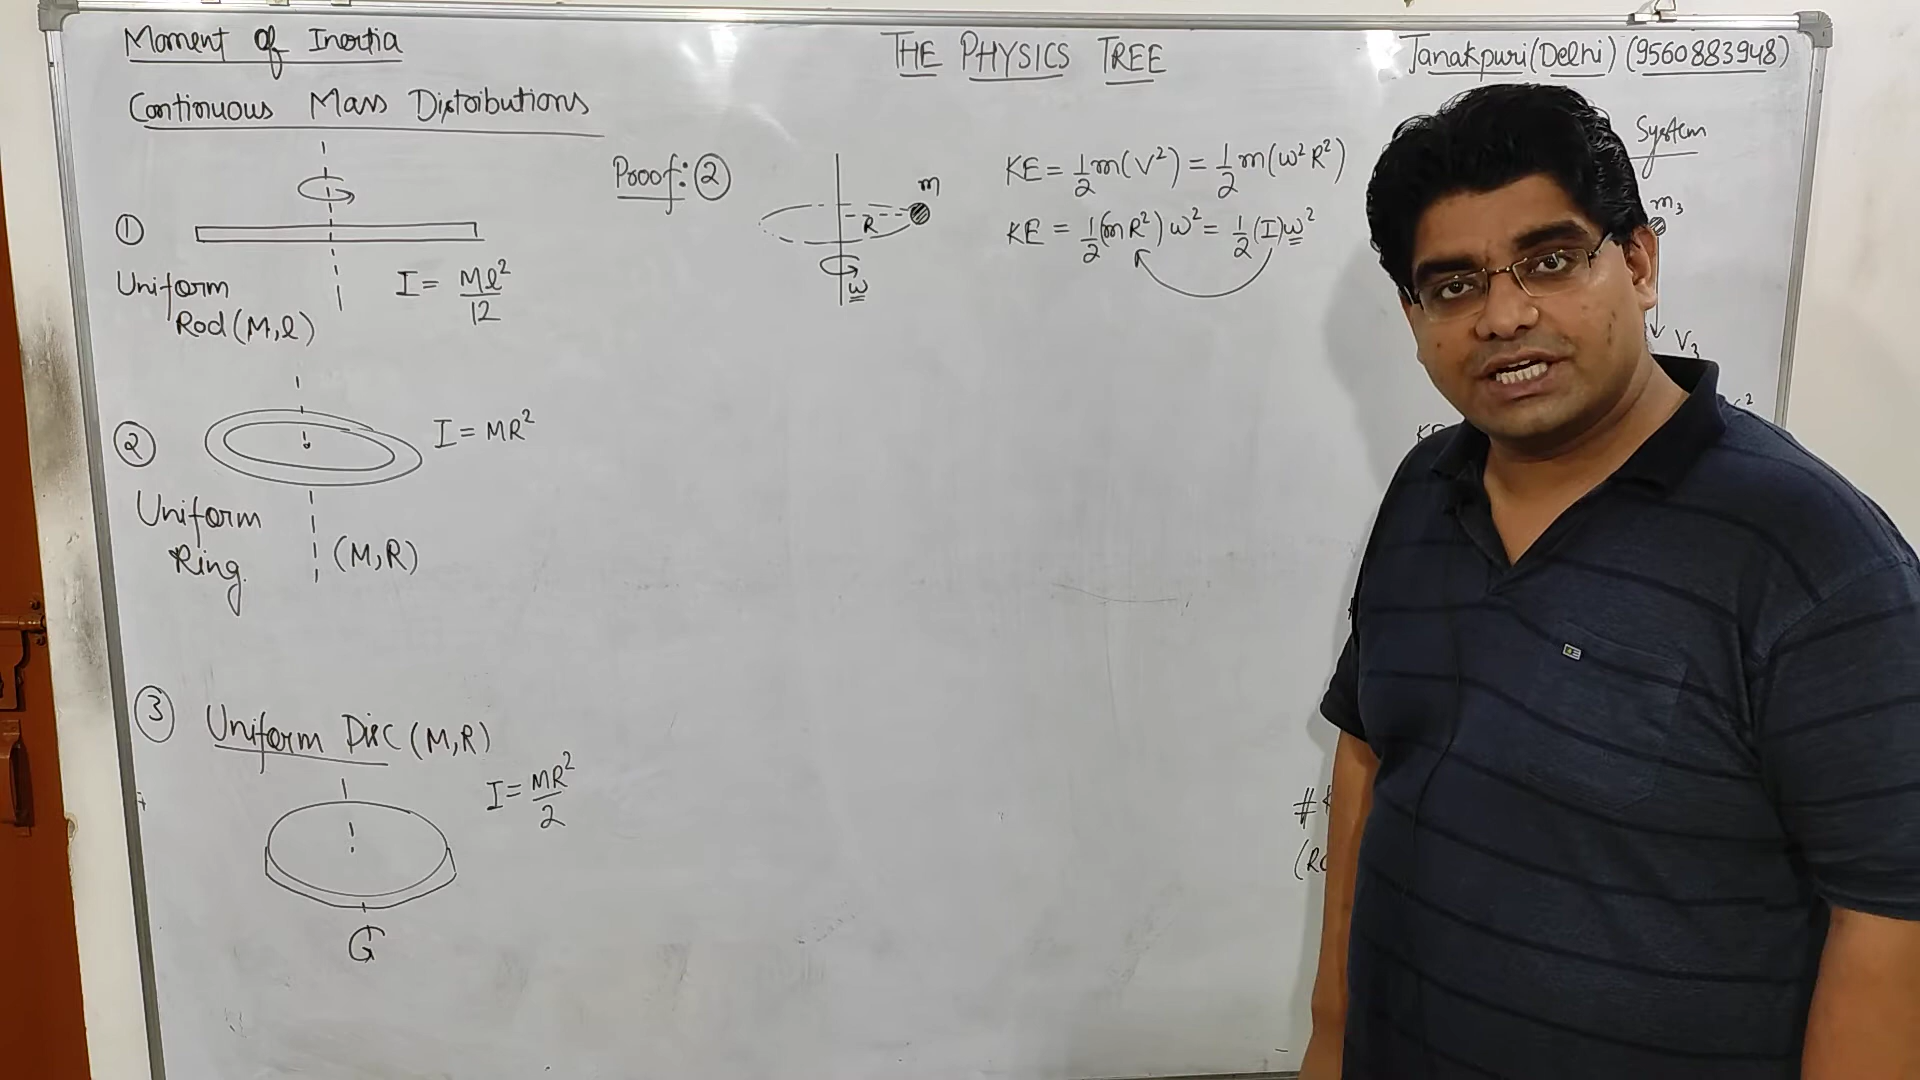 Moment of Inertia
Continuous Mass Distributions
①
Uniform
Rod (M,l)
I = Ml²/12
②
I = MR²
Uniform
Ring.
(M,R)
③ Uniform Disc (M,R)
I = MR²/2
THE PHYSICS TREE
Proof: ②
m
R
ω
KE = 1/2 m(V²) = 1/2 m(ω²R²)
KE = 1/2 (mR²) ω² = 1/2 (I) ω²
Janakpuri (Delhi) (9560883948)
System
m₃
V₃
#